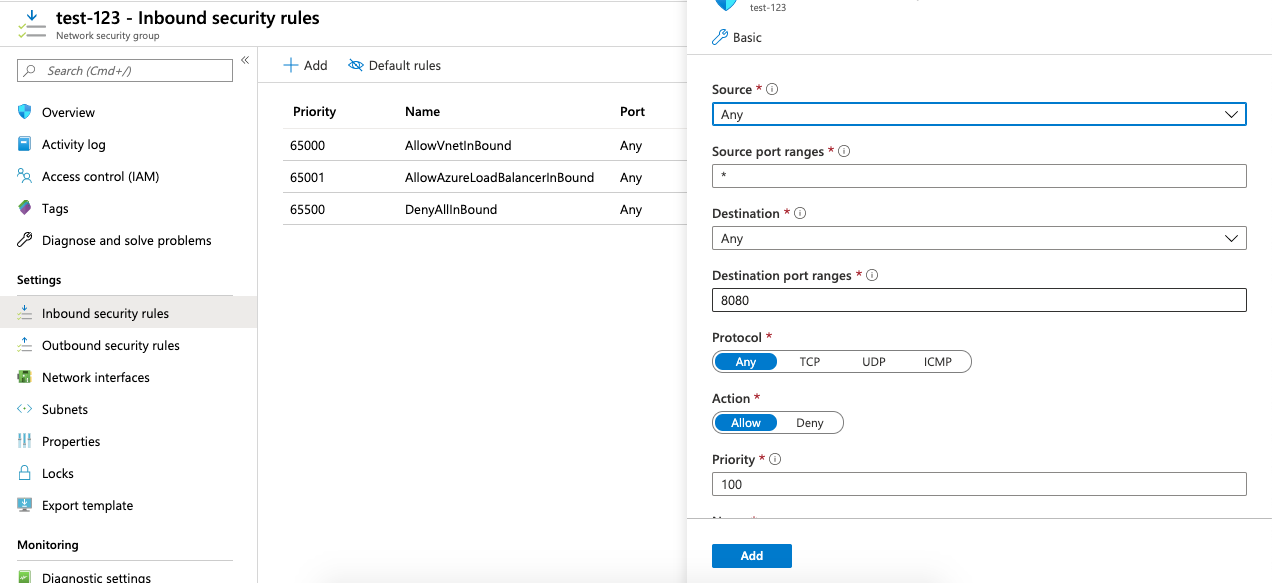 test-123 - Inbound security rules
Network security group
Search (Cmd+/)
«
Overview
Activity log
Access control (IAM)
Tags
Diagnose and solve problems
Settings
Inbound security rules
Outbound security rules
Network interfaces
Subnets
Properties
Locks
Export template
Monitoring
Diagnostic settings
Add Default rules
Priority Name Port
65000 AllowVnetInBound Any
65001 AllowAzureLoadBalancerInBound Any
65500 DenyAllInBound Any
test-123
Basic
Source *
Any
Source port ranges *
*
Destination *
Any
Destination port ranges *
8080
Protocol *
Any TCP UDP ICMP
Action *
Allow Deny
Priority *
100
Add